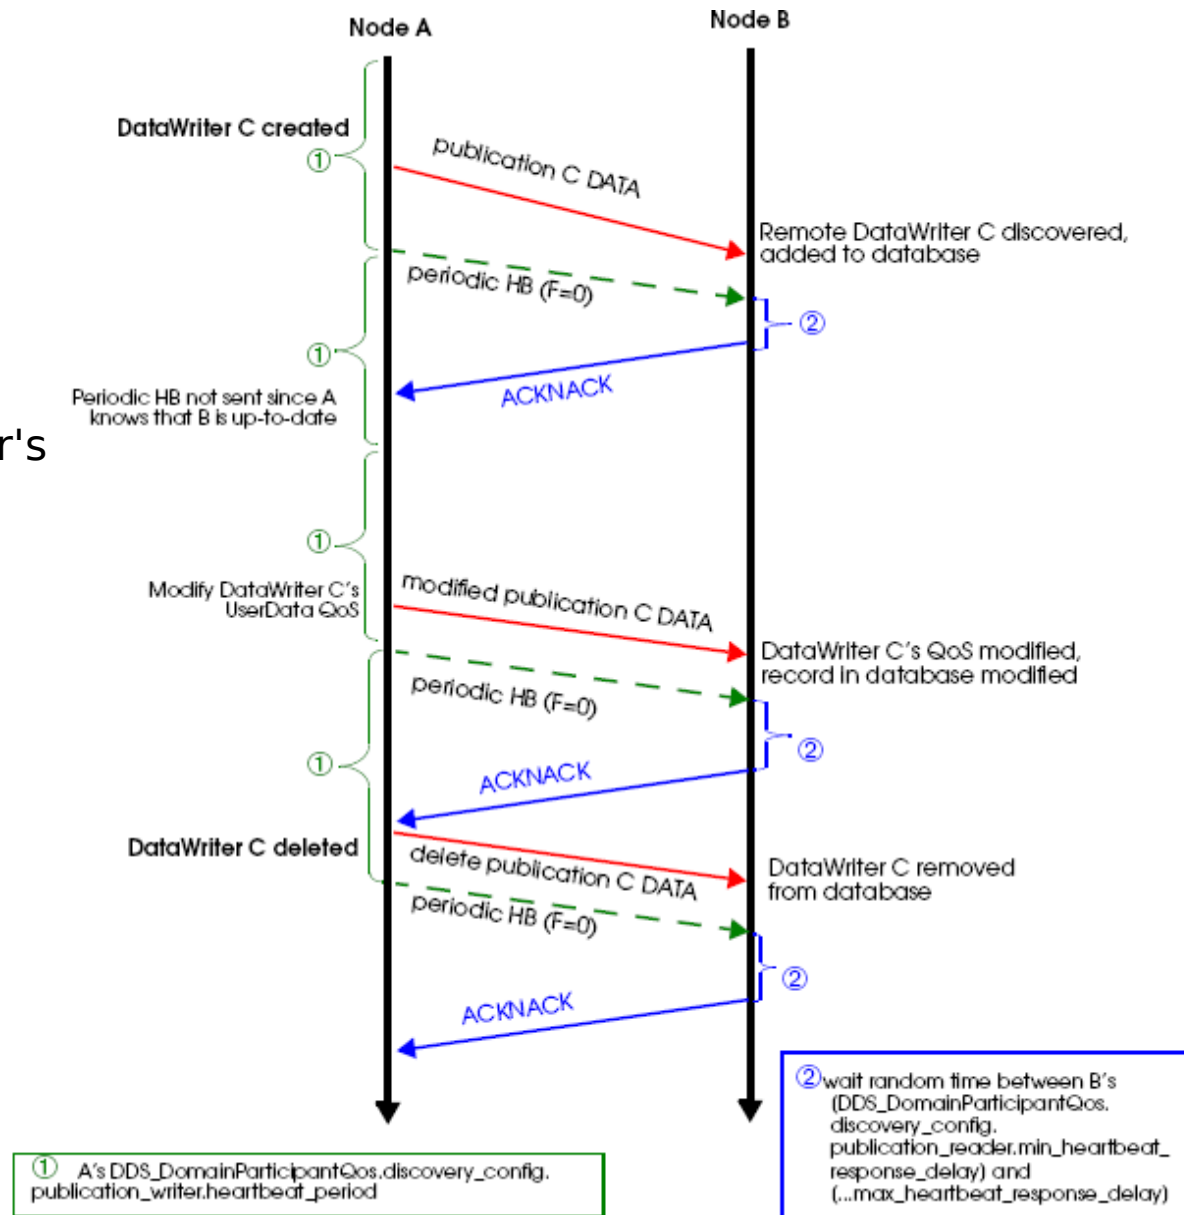 Node A
Node B
DataWriter C created
①
publication C DATA
Remote DataWriter C discovered,
added to database
periodic HB (F=0)
②
①
ACKNACK
Periodic HB not sent since A
knows that B is up-to-date
r's
①
Modify DataWriter C's
UserData QoS
modified publication C DATA
DataWriter C's QoS modified,
record in database modified
periodic HB (F=0)
②
①
ACKNACK
DataWriter C deleted
delete publication C DATA
DataWriter C removed
from database
periodic HB (F=0)
②
ACKNACK
② wait random time between B's
(DDS_DomainParticipantQos.
discovery_config.
publication_reader.min_heartbeat_
response_delay) and
(...max_heartbeat_response_delay)
① A's DDS_DomainParticipantQos.discovery_config.
publication_writer.heartbeat_period